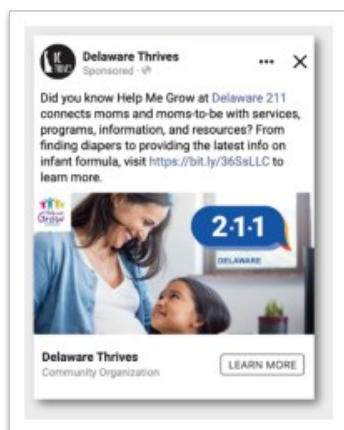 Delaware Thrives
Sponsored ·
Did you know Help Me Grow at Delaware 211
connects moms and moms-to-be with services,
programs, information, and resources? From
finding diapers to providing the latest info on
infant formula, visit https://bit.ly/36SsLLC to
learn more.
Grow
2·1·1
DELAWARE
Delaware Thrives
Community Organization
LEARN MORE